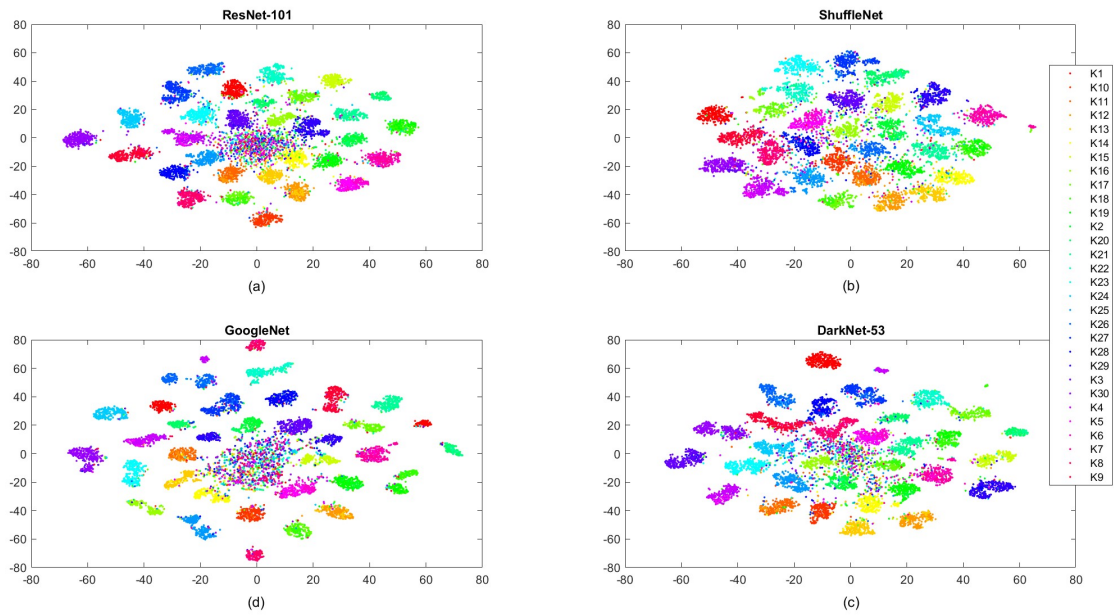 ResNet-101
80
60
40
20
0
-20
-40
-60
-80
-80 -60 -40 -20 0 20 40 60 80
(a)
ShuffleNet
80
60
40
20
0
-20
-40
-60
-80
-80 -60 -40 -20 0 20 40 60 80
(b)
K1
K10
K11
K12
K13
K14
K15
K16
K17
K18
K19
K2
K20
K21
K22
K23
K24
K25
K26
K27
K28
K29
K3
K30
K4
K5
K6
K7
K8
K9
GoogleNet
80
60
40
20
0
-20
-40
-60
-80
-80 -60 -40 -20 0 20 40 60 80
(d)
DarkNet-53
80
60
40
20
0
-20
-40
-60
-80
-80 -60 -40 -20 0 20 40 60 80
(c)